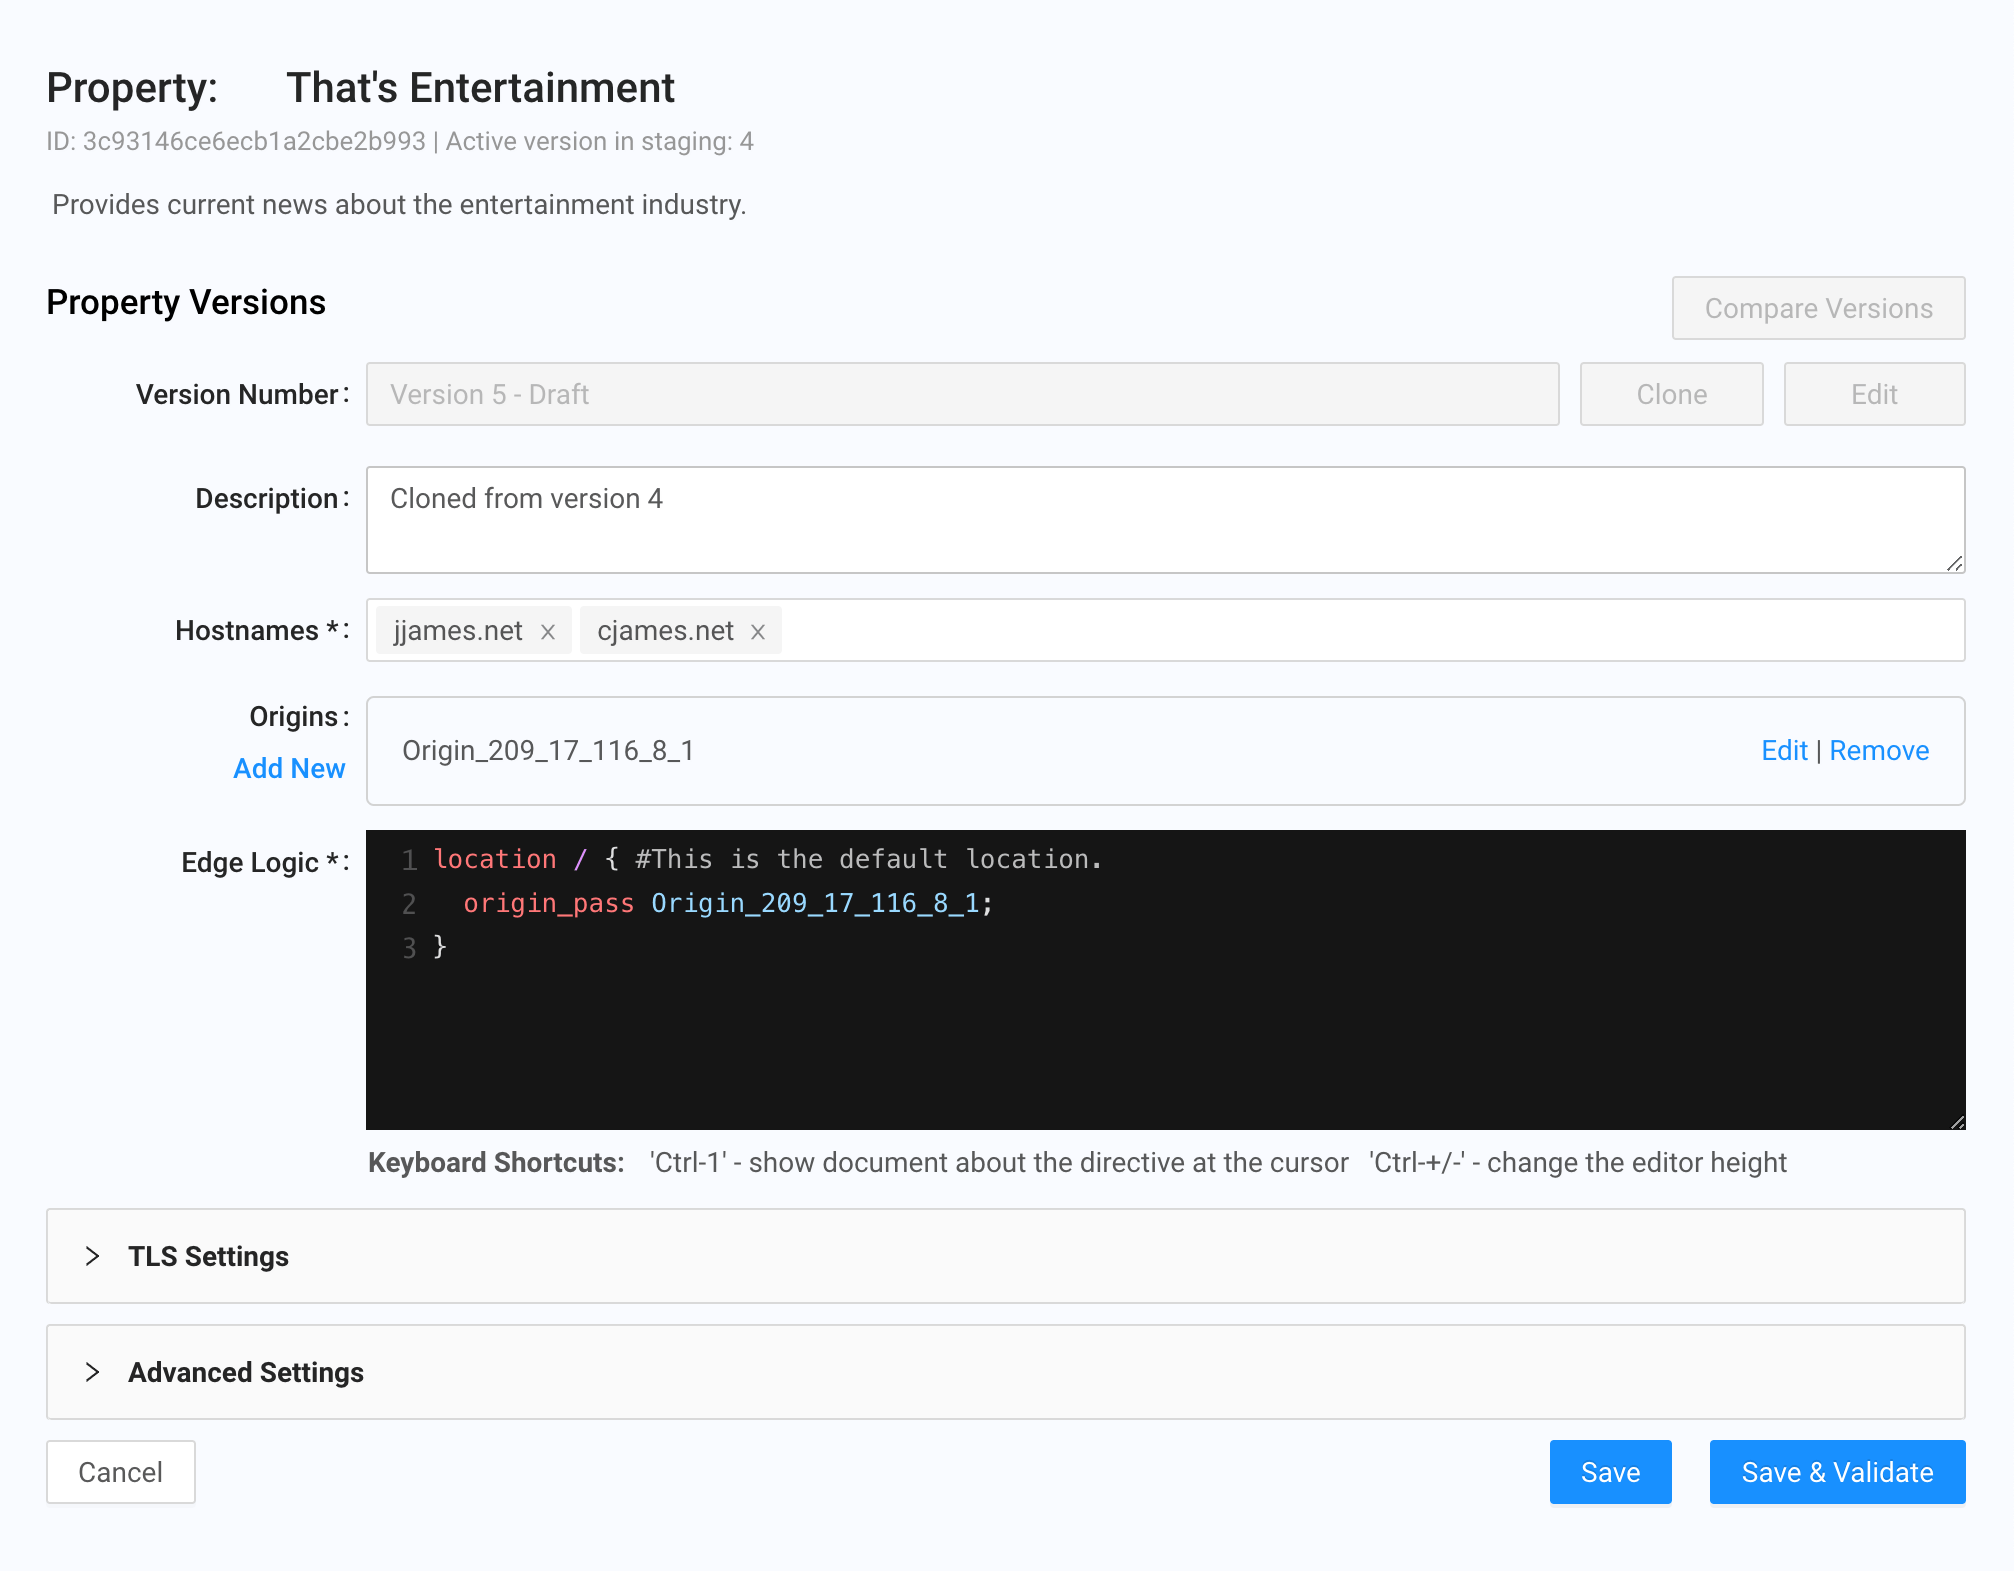 Property: That's Entertainment
ID: 3c93146ce6ecb1a2cbe2b993 | Active version in staging: 4
Provides current news about the entertainment industry.
Property Versions
Compare Versions
Version Number: Version 5 - Draft Clone Edit
Description: Cloned from version 4
Hostnames *: jjames.net x cjames.net x
Origins:
Add New
Origin_209_17_116_8_1 Edit | Remove
Edge Logic *:
1 location / { #This is the default location.
2 origin_pass Origin_209_17_116_8_1;
3 }
Keyboard Shortcuts: 'Ctrl-1' - show document about the directive at the cursor 'Ctrl-+/-' - change the editor height
> TLS Settings
> Advanced Settings
Cancel Save Save & Validate